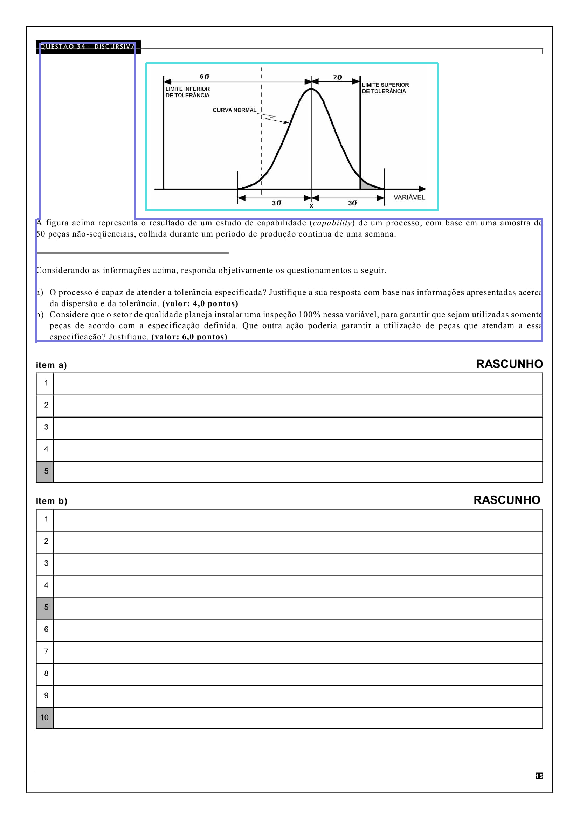 QUESTÃO 34 – DISCURSIVA
6σ
2σ
LIMITE INFERIOR
DE TOLERÂNCIA
LIMITE SUPERIOR
DE TOLERÂNCIA
CURVA NORMAL
VARIÁVEL
3σ
3σ
X
A figura acima representa o resultado de um estudo de capabilidade (capability) de um processo, com base em uma amostra de
50 peças não-seqüenciais, colhida durante um período de produção contínua de uma semana.
Considerando as informações acima, responda objetivamente os questionamentos a seguir.
a) O processo é capaz de atender a tolerância especificada? Justifique a sua resposta com base nas informações apresentadas acerca
da dispersão e da tolerância. (valor: 4,0 pontos)
b) Considere que o setor de qualidade planeja instalar uma inspeção 100% nessa variável, para garantir que sejam utilizadas somente
peças de acordo com a especificação definida. Que outra ação poderia garantir a utilização de peças que atendam a essa
especificação? Justifique. (valor: 6,0 pontos)
item a) RASCUNHO
1
2
3
4
5
item b) RASCUNHO
1
2
3
4
5
6
7
8
9
10